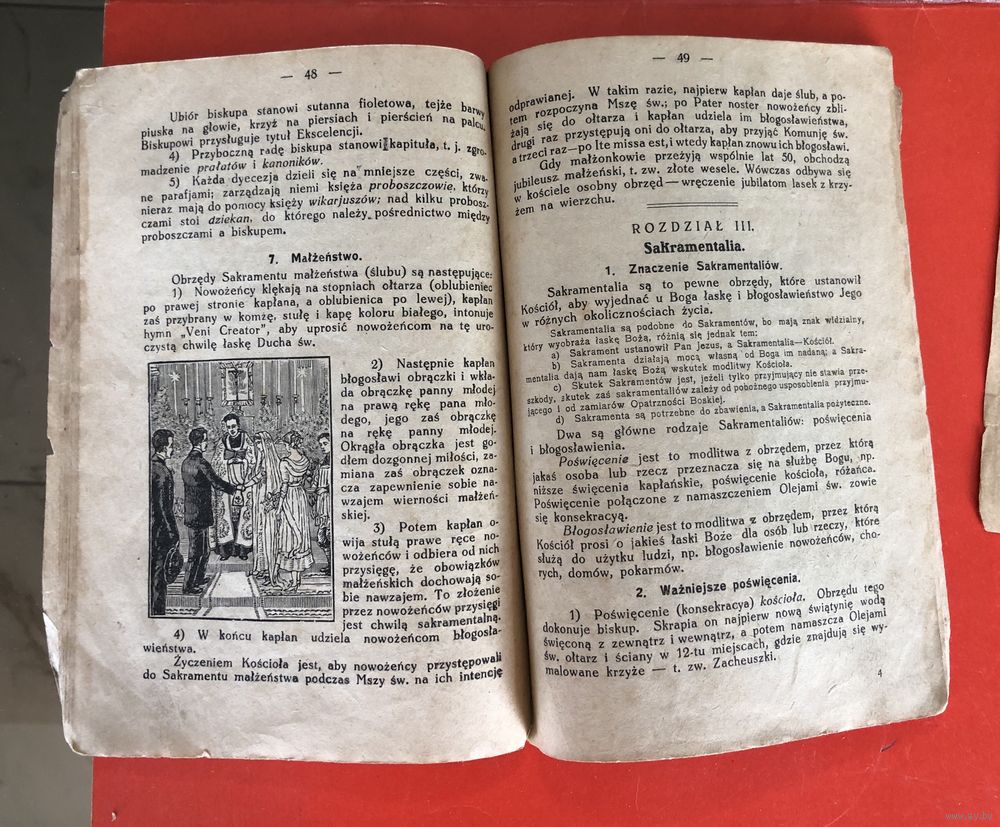 — 48 —
Ubiór biskupa stanowi sutanna fioletowa, tejże barwy
piuska na głowie, krzyż na piersiach i pierścień na palcu.
Biskupowi przysługuje tytuł Ekscelencji.
4) Przyboczną radę biskupa stanowi kapituła, t. j. zgro-
madzenie prałatów i kanoników.
5) Każda dyecezja dzieli się na mniejsze części, zwa-
ne parafjami; zarządzają niemi księża proboszczowie, którzy
nieraz mają do pomocy księży wikarjuszów; nad kilku probosz-
czami stoi dziekan, do którego należy pośrednictwo między
proboszczami a biskupem.
7. Małżeństwo.
Obrzędy Sakramentu małżeństwa (ślubu) są następujące:
1) Nowożeńcy klękają na stopniach ołtarza (oblubieniec
po prawej stronie kapłana, a oblubienica po lewej), kapłan
zaś przybrany w komżę, stułę i kapę koloru białego, intonuje
hymn „Veni Creator", aby uprosić nowożeńcom na tę uro-
czystą chwilę łaskę Ducha św.
2) Następnie kapłan
błogosławi obrączki i wkła-
da obrączkę panny młodej
na prawą rękę pana mło-
dego, jego zaś obrączkę
na rękę panny młodej.
Okrągła obrączka jest go-
dłem dozgonnej miłości, za-
miana zaś obrączek ozna-
cza zapewnienie sobie na-
wzajem wierności małżeń-
skiej.
3) Potem kapłan o-
wija stułą prawe ręce no-
wożeńców i odbiera od nich
przysięgę, że obowiązków
małżeńskich dochowają so-
bie nawzajem. To złożenie
przez nowożeńców przysięgi
jest chwilą sakramentalną.
4) W końcu kapłan udziela nowożeńcom błogosła-
wieństwa.
Życzeniem Kościoła jest, aby nowożeńcy przystępowali
do Sakramentu małżeństwa podczas Mszy św. na ich intencję
— 49 —
odprawianej. W takim razie, najpierw kapłan daje ślub, a po-
tem rozpoczyna Mszę św.; po Pater noster nowożeńcy zbli-
żają się do ołtarza i kapłan udziela im błogosławieństwa,
drugi raz przystępują oni do ołtarza, aby przyjąć Komunję św.
a trzeci raz—po Ite missa est, i wtedy kapłan znowu ich błogosławi.
Gdy małżonkowie przeżyją wspólnie lat 50, obchodzą
jubileusz małżeński, t. zw. złote wesele. Wówczas odbywa się
w kościele osobny obrzęd — wręczenie jubilatom lasek z krzy-
żem na wierzchu.
ROZDZIAŁ III.
Sakramentalia.
1. Znaczenie Sakramentaliów.
Sakramentalia są to pewne obrzędy, które ustanowił
Kościół, aby wyjednać u Boga łaskę i błogosławieństwo Jego
w różnych okolicznościach życia.
Sakramentalia są podobne do Sakramentów, bo mają znak widzialny,
który wyobraża łaskę Bożą, różnią się jednak tem:
a) Sakrament ustanowił Pan Jezus, a Sakramentalia—Kościół.
b) Sakramenta działają mocą własną od Boga im nadaną; a Sakra-
mentalia dają nam łaskę Bożą wskutek modlitwy Kościoła.
c) Skutek Sakramentów jest, jeżeli tylko przyjmujący nie stawia prze-
szkody, skutek zaś sakramentaliów zależy od pobożnego usposobienia przyjmu-
jącego i od zamiarów Opatrzności Boskiej.
d) Sakramenta są potrzebne do zbawienia, a Sakramentalia pożyteczne.
Dwa są główne rodzaje Sakramentaliów: poświęcenia
i błogosławienia.
Poświęcenie jest to modlitwa z obrzędem, przez którą
jakaś osoba lub rzecz przeznacza się na służbę Bogu, np.
niższe święcenia kapłańskie, poświęcenie kościoła, różańca.
Poświęcenie połączone z namaszczeniem Olejami św. zowie
się konsekracyą.
Błogosławienie jest to modlitwa z obrzędem, przez którą
Kościół prosi o jakieś łaski Boże dla osób lub rzeczy, które
służą do użytku ludzi, np. błogosławienie nowożeńców, cho-
rych, domów, pokarmów.
2. Ważniejsze poświęcenia.
1) Poświęcenie (konsekracya) kościoła. Obrzędu tego
dokonuje biskup. Skrapia on najpierw nową świątynię wodą
święconą z zewnątrz i wewnątrz, a potem namaszcza Olejami
św. ołtarz i ściany w 12-tu miejscach, gdzie znajdują się wy-
malowane krzyże — t. zw. Zacheuszki.
4
www.ay.by